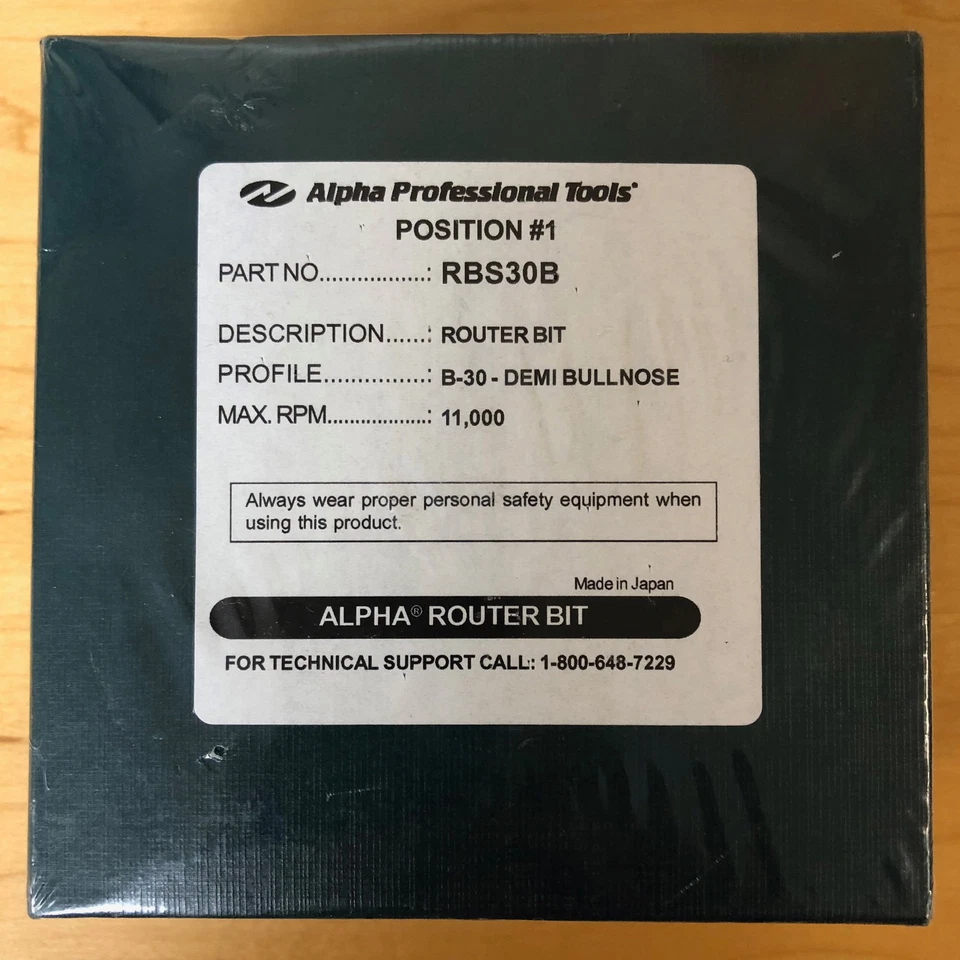 Alpha Professional Tools®
POSITION #1
PART NO.................: RBS30B
DESCRIPTION......: ROUTER BIT
PROFILE...............: B-30 - DEMI BULLNOSE
MAX. RPM..................: 11,000
Always wear proper personal safety equipment when
using this product.
Made in Japan
ALPHA® ROUTER BIT
FOR TECHNICAL SUPPORT CALL: 1-800-648-7229